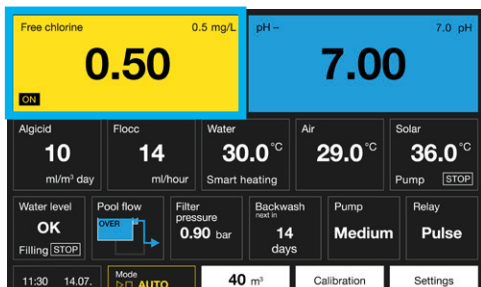 Free chlorine 0.5 mg/L
0.50
ON
pH – 7.0 pH
7.00
Algicid
10
ml/m³ day
Flocc
14
ml/hour
Water
30.0°C
Smart heating
Air
29.0°C
Solar
36.0°C
Pump STOP
Water level
OK
Filling STOP
Pool flow
OVER
Filter
pressure
0.90 bar
Backwash
next in
14
days
Pump
Medium
Relay
Pulse
11:30 14.07.
Mode
AUTO
40 m³
Calibration
Settings